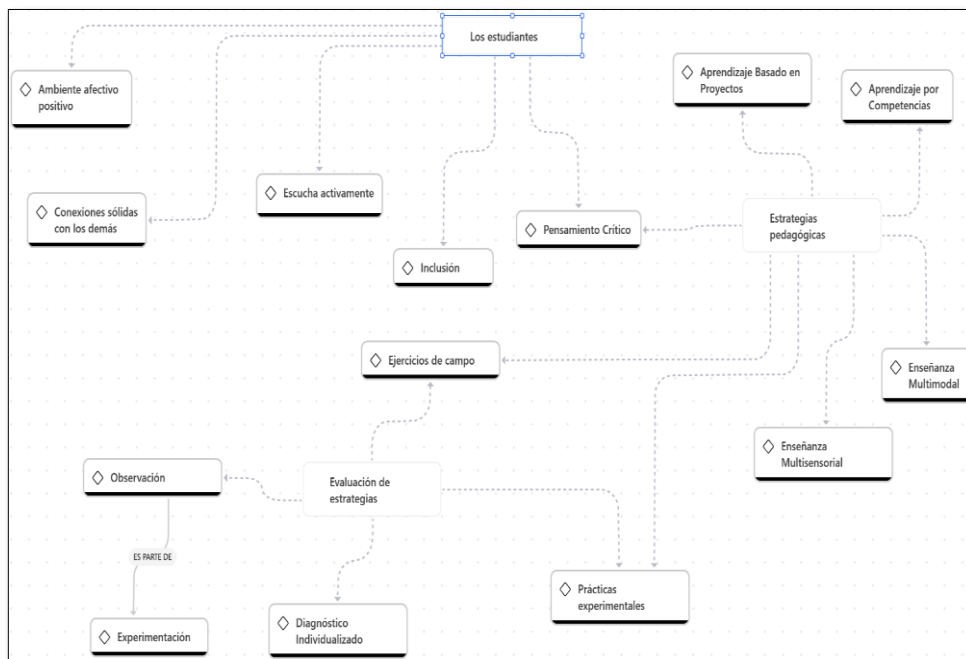 Los estudiantes
Aprendizaje Basado en
Proyectos
Aprendizaje por
Competencias
Ambiente afectivo
positivo
Escucha activamente
Conexiones sólidas
con los demás
Pensamiento Crítico
Estrategias
pedagógicas
Inclusión
Ejercicios de campo
Enseñanza
Multimodal
Enseñanza
Multisensorial
Observación
Evaluación de
estrategias
ES PARTE DE
Prácticas
experimentales
Experimentación
Diagnóstico
Individualizado